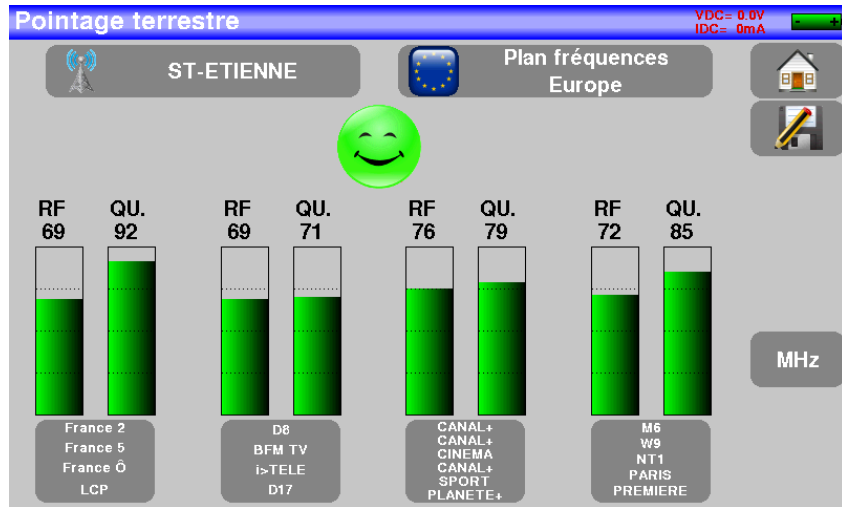 Pointage terrestre
VDC= 0.0V
IDC= 0mA
- +
ST-ETIENNE
Plan fréquences
Europe
RF QU. RF QU. RF QU. RF QU.
69 92 69 71 76 79 72 85
MHz
France 2
France 5
France Ô
LCP
D8
BFM TV
i>TELE
D17
CANAL+
CANAL+
CINEMA
CANAL+
SPORT
PLANETE+
M6
W9
NT1
PARIS
PREMIERE